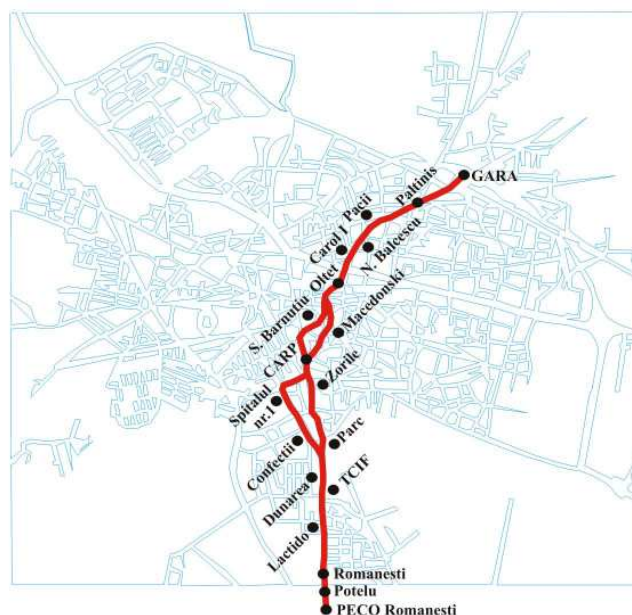 GARA
Paltinis
Pacii
N. Balcescu
Carol I
Oltet
S. Barnutiu
Macedonski
CARP
Zorile
Spitalul
nr.1
Parc
Confectii
TCIF
Dunarea
Lactido
Romanesti
Potelu
PECO Romanesti